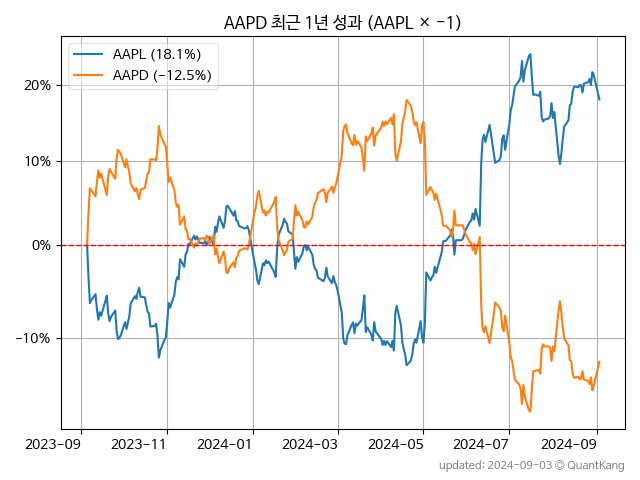 AAPD 최근 1년 성과 (AAPL × −1)
AAPL (18.1%)
AAPD (−12.5%)
20%
10%
0%
−10%
2023-09
2023-11
2024-01
2024-03
2024-05
2024-07
2024-09
updated: 2024-09-03 © QuantKang